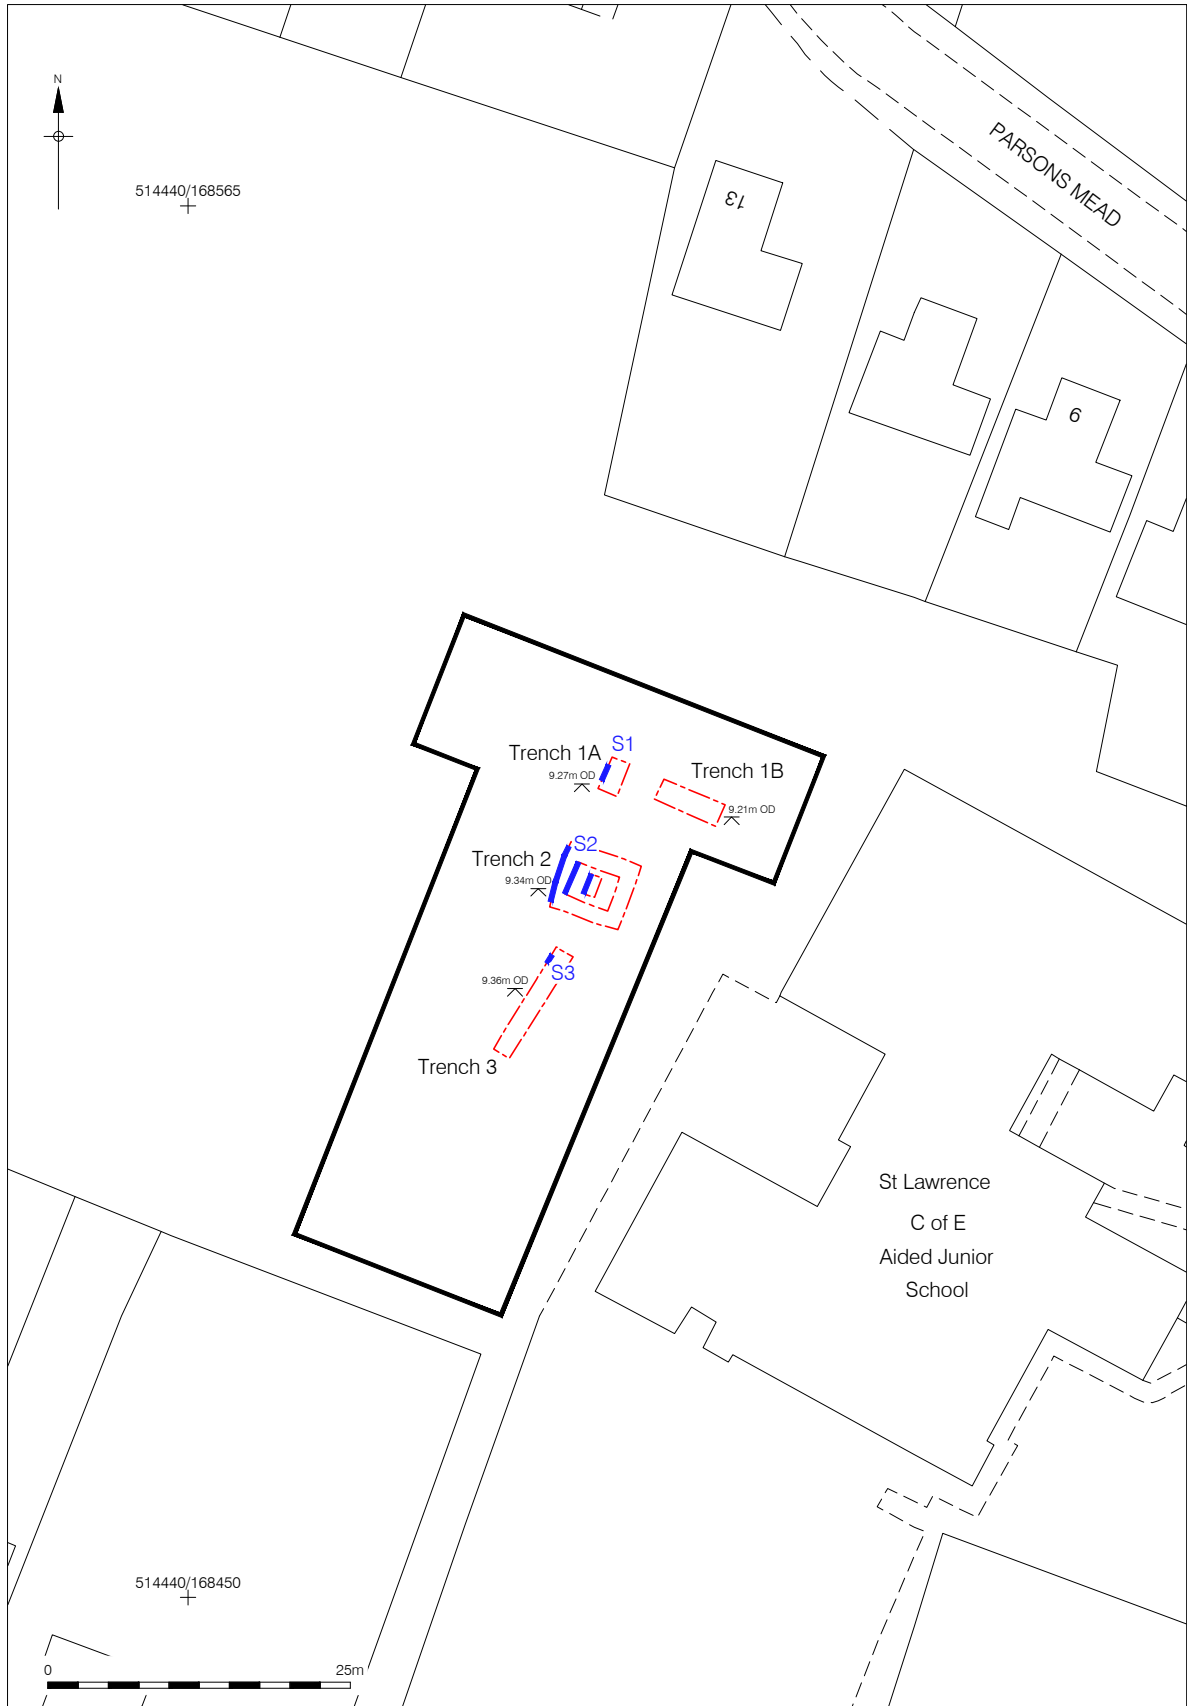 N
514440/168565
PARSONS MEAD
13
9
Trench 1A
S1
9.27m OD
Trench 1B
9.21m OD
S2
Trench 2
9.34m OD
S3
9.36m OD
Trench 3
St Lawrence
C of E
Aided Junior
School
514440/168450
0
25m